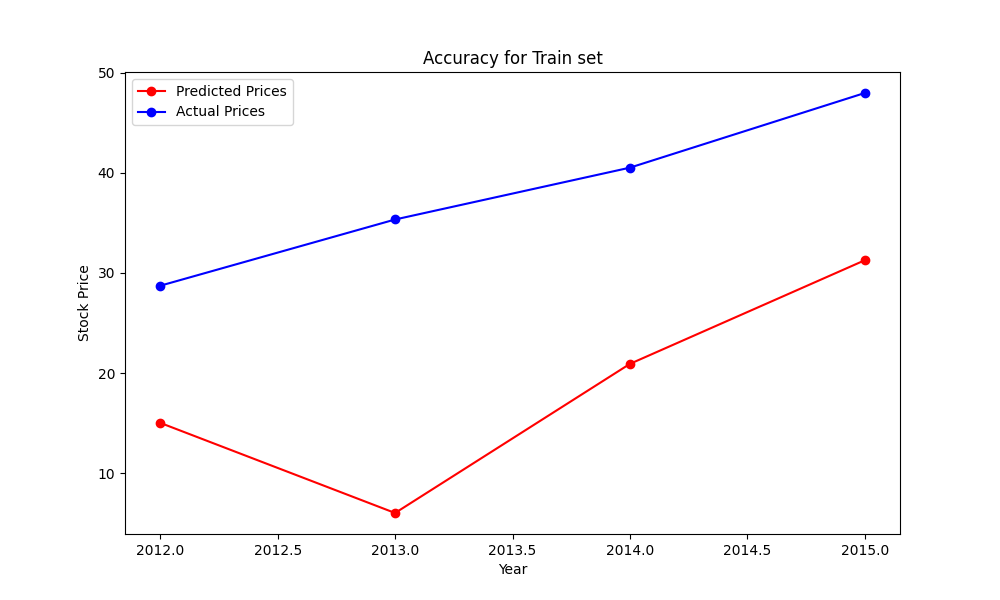 Accuracy for Train set
Predicted Prices
Actual Prices
50
40
30
20
10
Stock Price
2012.0 2012.5 2013.0 2013.5 2014.0 2014.5 2015.0
Year